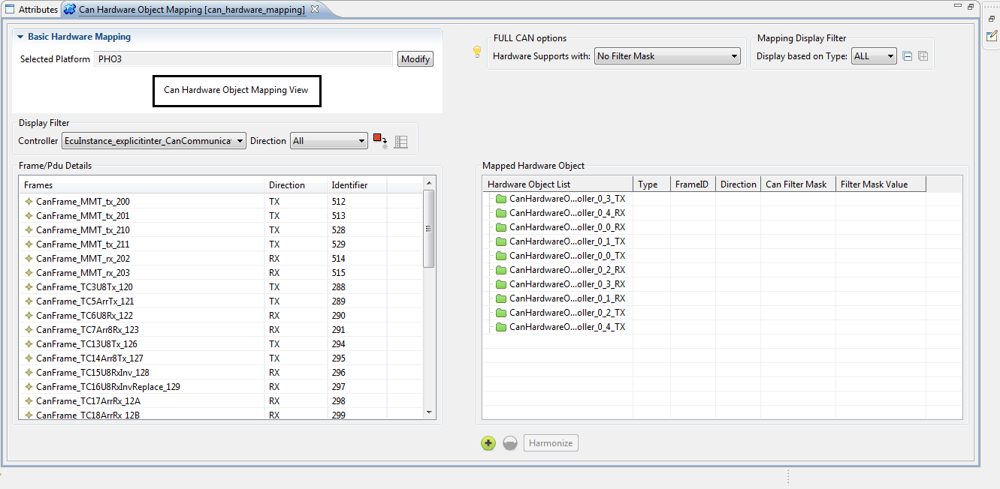 Attributes Can Hardware Object Mapping [can_hardware_mapping]
Basic Hardware Mapping
Selected Platform PHO3 Modify
Can Hardware Object Mapping View
FULL CAN options
Hardware Supports with: No Filter Mask
Mapping Display Filter
Display based on Type: ALL
Display Filter
Controller EcuInstance_explicitinter_CanCommunica Direction All
Frame/Pdu Details
Frames Direction Identifier
CanFrame_MMT_tx_200 TX 512
CanFrame_MMT_tx_201 TX 513
CanFrame_MMT_tx_210 TX 528
CanFrame_MMT_tx_211 TX 529
CanFrame_MMT_rx_202 RX 514
CanFrame_MMT_rx_203 RX 515
CanFrame_TC3U8Tx_120 TX 288
CanFrame_TC5ArrTx_121 TX 289
CanFrame_TC6U8Rx_122 RX 290
CanFrame_TC7Arr8Rx_123 RX 291
CanFrame_TC13U8Tx_126 TX 294
CanFrame_TC14Arr8Tx_127 TX 295
CanFrame_TC15U8RxInv_128 RX 296
CanFrame_TC16U8RxInvReplace_129 RX 297
CanFrame_TC17ArrRx_12A RX 298
CanFrame_TC18ArrRx_12B RX 299
Mapped Hardware Object
Hardware Object List Type FrameID Direction Can Filter Mask Filter Mask Value
CanHardwareO...oller_0_3_TX
CanHardwareO...oller_0_4_RX
CanHardwareO...oller_0_0_RX
CanHardwareO...oller_0_1_TX
CanHardwareO...oller_0_0_TX
CanHardwareO...oller_0_2_RX
CanHardwareO...oller_0_3_RX
CanHardwareO...oller_0_1_RX
CanHardwareO...oller_0_2_TX
CanHardwareO...oller_0_4_TX
Harmonize